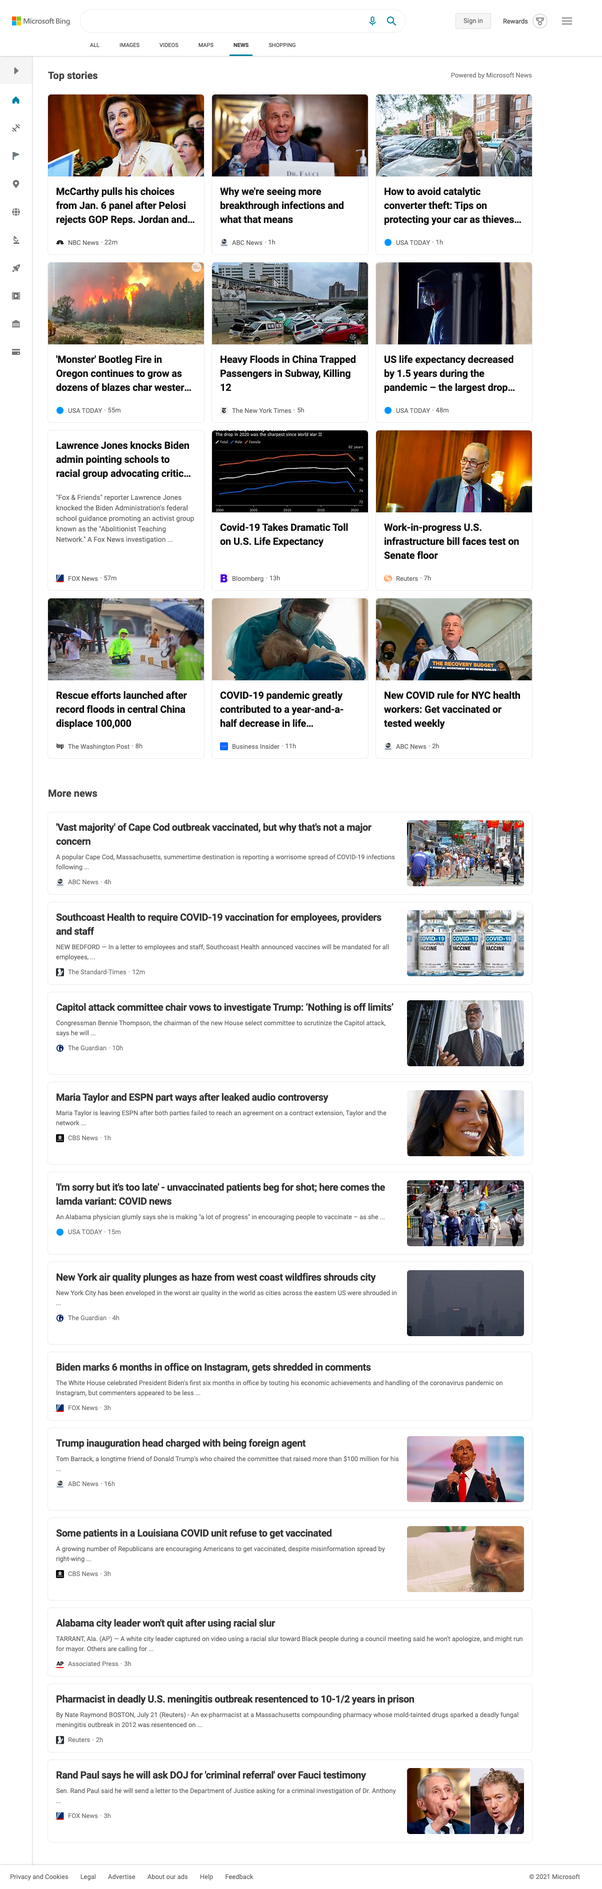 Microsoft Bing
Sign in
Rewards
ALL IMAGES VIDEOS MAPS NEWS SHOPPING
Top stories
Powered by Microsoft News
DR. FAUCI
McCarthy pulls his choices
from Jan. 6 panel after Pelosi
rejects GOP Reps. Jordan and...
NBC News · 22m
Why we're seeing more
breakthrough infections and
what that means
ABC News · 1h
How to avoid catalytic
converter theft: Tips on
protecting your car as thieves...
USA TODAY · 1h
'Monster' Bootleg Fire in
Oregon continues to grow as
dozens of blazes char wester...
USA TODAY · 55m
Heavy Floods in China Trapped
Passengers in Subway, Killing
12
The New York Times · 5h
US life expectancy decreased
by 1.5 years during the
pandemic – the largest drop...
USA TODAY · 48m
Lawrence Jones knocks Biden
admin pointing schools to
racial group advocating critic...
"Fox & Friends" reporter Lawrence Jones
knocked the Biden Administration's federal
school guidance promoting an activist group
known as the "Abolitionist Teaching
Network." A Fox News investigation ...
FOX News · 57m
The drop in 2020 was the sharpest since World War II
Total Male Female
82 years
80
78
76
74
72
2000 2005 2010 2015 2020
Covid-19 Takes Dramatic Toll
on U.S. Life Expectancy
Bloomberg · 13h
Work-in-progress U.S.
infrastructure bill faces test on
Senate floor
Reuters · 7h
THE RECOVERY BUDGET
Rescue efforts launched after
record floods in central China
displace 100,000
wp The Washington Post · 8h
COVID-19 pandemic greatly
contributed to a year-and-a-
half decrease in life...
Business Insider · 11h
New COVID rule for NYC health
workers: Get vaccinated or
tested weekly
ABC News · 2h
More news
'Vast majority' of Cape Cod outbreak vaccinated, but why that's not a major
concern
A popular Cape Cod, Massachusetts, summertime destination is reporting a worrisome spread of COVID-19 infections
following ...
ABC News · 4h
Southcoast Health to require COVID-19 vaccination for employees, providers
and staff
NEW BEDFORD — In a letter to employees and staff, Southcoast Health announced vaccines will be mandated for all
employees, ...
The Standard-Times · 12m
COVID-19 COVID-19 COVID-19
VACCINE VACCINE VACCINE
Capitol attack committee chair vows to investigate Trump: 'Nothing is off limits'
Congressman Bennie Thompson, the chairman of the new House select committee to scrutinize the Capitol attack,
says he will ...
The Guardian · 10h
Maria Taylor and ESPN part ways after leaked audio controversy
Maria Taylor is leaving ESPN after both parties failed to reach an agreement on a contract extension, Taylor and the
network ...
CBS News · 1h
'I'm sorry but it's too late' - unvaccinated patients beg for shot; here comes the
lamda variant: COVID news
An Alabama physician glumly says she is making "a lot of progress" in encouraging people to vaccinate – as she ...
USA TODAY · 15m
New York air quality plunges as haze from west coast wildfires shrouds city
New York City has been enveloped in the worst air quality in the world as cities across the eastern US were shrouded in
...
The Guardian · 4h
Biden marks 6 months in office on Instagram, gets shredded in comments
The White House celebrated President Biden's first six months in office by touting his economic achievements and handling of the coronavirus pandemic on
Instagram, but commenters appeared to be less ...
FOX News · 3h
Trump inauguration head charged with being foreign agent
Tom Barrack, a longtime friend of Donald Trump's who chaired the committee that raised more than $100 million for his
...
ABC News · 16h
Some patients in a Louisiana COVID unit refuse to get vaccinated
A growing number of Republicans are encouraging Americans to get vaccinated, despite misinformation spread by
right-wing ...
CBS News · 3h
Alabama city leader won't quit after using racial slur
TARRANT, Ala. (AP) — A white city leader captured on video using a racial slur toward Black people during a council meeting said he won't apologize, and might run
for mayor. Others are calling for ...
AP Associated Press · 3h
Pharmacist in deadly U.S. meningitis outbreak resentenced to 10-1/2 years in prison
By Nate Raymond BOSTON, July 21 (Reuters) - An ex-pharmacist at a Massachusetts compounding pharmacy whose mold-tainted drugs sparked a deadly fungal
meningitis outbreak in 2012 was resentenced on ...
Reuters · 2h
Rand Paul says he will ask DOJ for 'criminal referral' over Fauci testimony
Sen. Rand Paul said he will send a letter to the Department of Justice asking for a criminal investigation of Dr. Anthony
...
FOX News · 3h
Privacy and Cookies Legal Advertise About our ads Help Feedback
© 2021 Microsoft